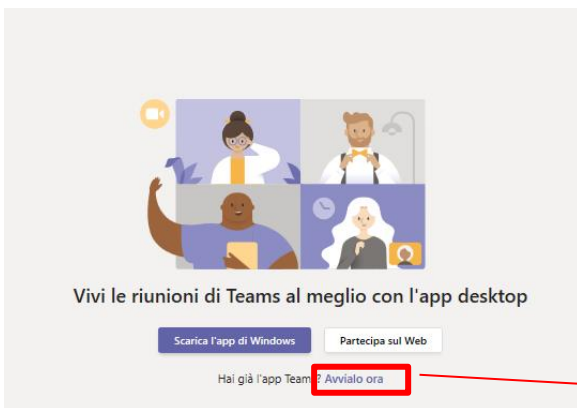 Vivi le riunioni di Teams al meglio con l'app desktop
Scarica l'app di Windows
Partecipa sul Web
Hai già l'app Teams? Avvialo ora